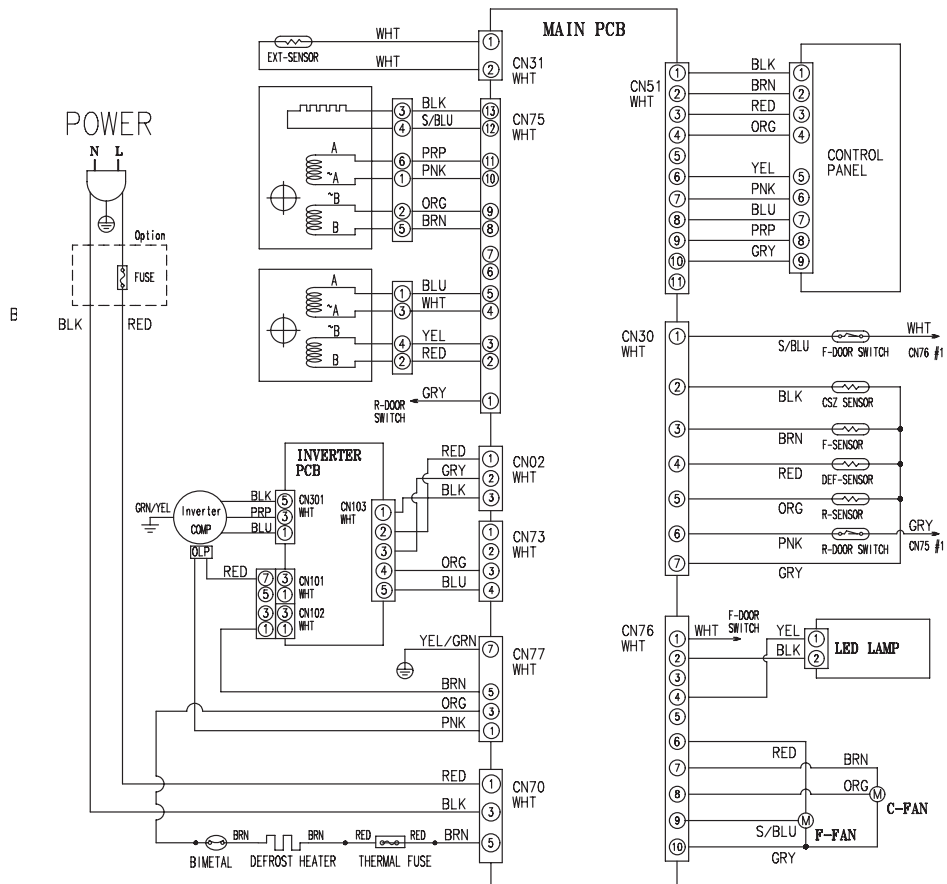 MAIN PCB
WHT
EXT-SENSOR
WHT
1
2
CN31
WHT
POWER
N L
Option
FUSE
BLK RED
B
3 BLK 13
4 S/BLU 12
CN75
WHT
A
6 PRP 11
~A
1 PNK 10
~B
2 ORG 9
B
5 BRN 8
7
6
A
1 BLU 5
~A
3 WHT 4
~B
4 YEL 3
B
2 RED 2
GRY 1
R-DOOR
SWITCH
INVERTER
PCB
RED 1
GRY 2
BLK 3
CN02
WHT
GRN/YEL
Inverter
COMP
OLP
BLK 5
PRP 3
BLU 1
CN301
WHT
CN103
WHT
1
2
3
4
5
CN73
WHT
1
2
ORG 3
BLU 4
RED
7 3
5 1
CN101
WHT
3 3
1 1
CN102
WHT
YEL/GRN 7
CN77
WHT
BRN 5
ORG 3
PNK 1
RED 1
CN70
WHT
BLK 3
BRN BRN RED RED BRN 5
BIMETAL DEFROST HEATER THERMAL FUSE
CN51
WHT
1 BLK 1
2 BRN 2
3 RED 3
4 ORG 4
5
6 YEL 5
7 PNK 6
8 BLU 7
9 PRP 8
10 GRY 9
11
CONTROL
PANEL
CN30
WHT
1 S/BLU F-DOOR SWITCH WHT
CN76 #1
2 BLK CSZ SENSOR
3 BRN F-SENSOR
4 RED DEF-SENSOR
5 ORG R-SENSOR
6 PNK R-DOOR SWITCH GRY
CN75 #1
7 GRY
CN76
WHT
1 WHT F-DOOR
SWITCH
2 BLK 2
YEL 1
LED LAMP
3
4
5
6 RED
7 BRN
8 ORG M C-FAN
9 S/BLU M F-FAN
10 GRY